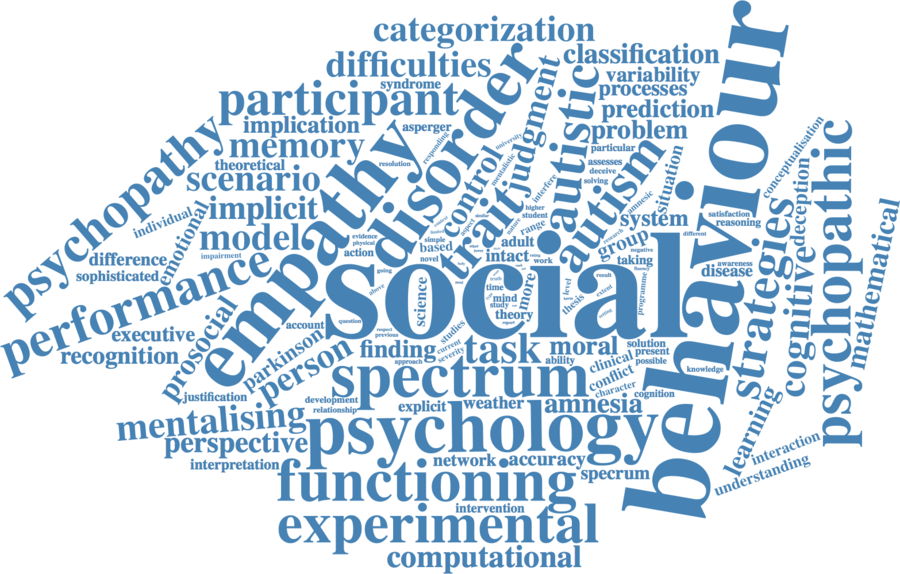 categorization
behaviour
difficulties
classification
syndrome
variability
participant
processes
disorder
judgment
prediction
implication
asperger
problem
memory
autistic
psychopathy
theoretical
resolution
responding
university
particular
scenario
control
mentalistic
assesses
deceive
solving
conceptualisation
implicit
empathy
trait
interfere
autism
situation
psychopathic
individual
emotional
higher
student
amnesic
system
satisfaction
reasoning
deception
model
evidence
physical
action
simple
based
novel
adult
range
intact
work
group
taking
negative
different
mathematical
difference
sophisticated
impairment
going
above
social
awareness
disease
strategies
cognitive
performance
science
time
mind
study
theory
more
level
thesis
result
extent
programme
executive
recognition
prosocial
account
question
previous
parkinson
person
finding
approach
studies
current
severity
task
moral
ability
solution
present
possible
clinical
conflict
character
cognition
knowledge
justification
spectrum
development
relationship
explicit
weather
amnesia
mentalising
perspective
psychology
learning
interaction
understanding
interpretation
network
accuracy
specrum
functioning
intervention
experimental
computational